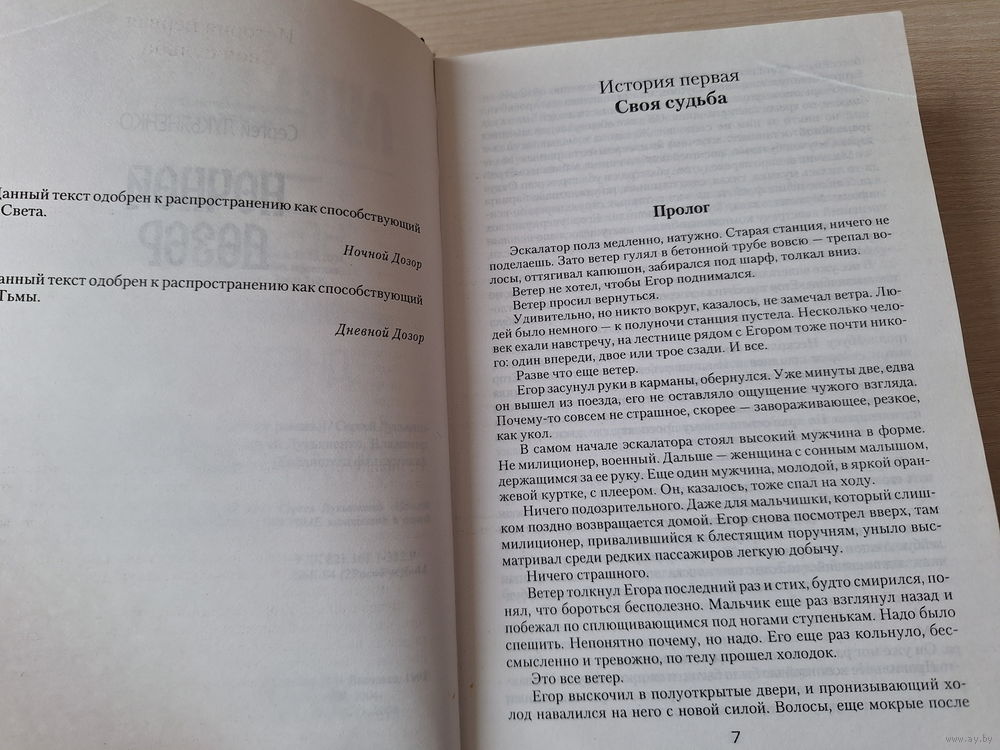 Данный текст одобрен к распространению как способствующий
Света.
Ночной Дозор
анный текст одобрен к распространению как способствующий
Тьмы.
Дневной Дозор
История первая
Своя судьба
Пролог
Эскалатор полз медленно, натужно. Старая станция, ничего не
поделаешь. Зато ветер гулял в бетонной трубе вовсю — трепал во-
лосы, оттягивал капюшон, забирался под шарф, толкал вниз.
Ветер не хотел, чтобы Егор поднимался.
Ветер просил вернуться.
Удивительно, но никто вокруг, казалось, не замечал ветра. Лю-
дей было немного — к полуночи станция пустела. Несколько чело-
век ехали навстречу, на лестнице рядом с Егором тоже почти нико-
го: один впереди, двое или трое сзади. И все.
Разве что еще ветер.
Егор засунул руки в карманы, обернулся. Уже минуты две, едва
он вышел из поезда, его не оставляло ощущение чужого взгляда.
Почему-то совсем не страшное, скорее — завораживающее, резкое,
как укол.
В самом начале эскалатора стоял высокий мужчина в форме.
Не милиционер, военный. Дальше — женщина с сонным малышом,
держащимся за ее руку. Еще один мужчина, молодой, в яркой оран-
жевой куртке, с плеером. Он, казалось, тоже спал на ходу.
Ничего подозрительного. Даже для мальчишки, который слиш-
ком поздно возвращается домой. Егор снова посмотрел вверх, там
милиционер, привалившийся к блестящим поручням, уныло выс-
матривал среди редких пассажиров легкую добычу.
Ничего страшного.
Ветер толкнул Егора последний раз и стих, будто смирился, по-
нял, что бороться бесполезно. Мальчик еще раз взглянул назад и
побежал по сплющивающимся под ногами ступенькам. Надо было
спешить. Непонятно почему, но надо. Его еще раз кольнуло, бес-
смысленно и тревожно, по телу прошел холодок.
Это все ветер.
Егор выскочил в полуоткрытые двери, и пронизывающий хо-
лод навалился на него с новой силой. Волосы, еще мокрые после
7
www.ay.by